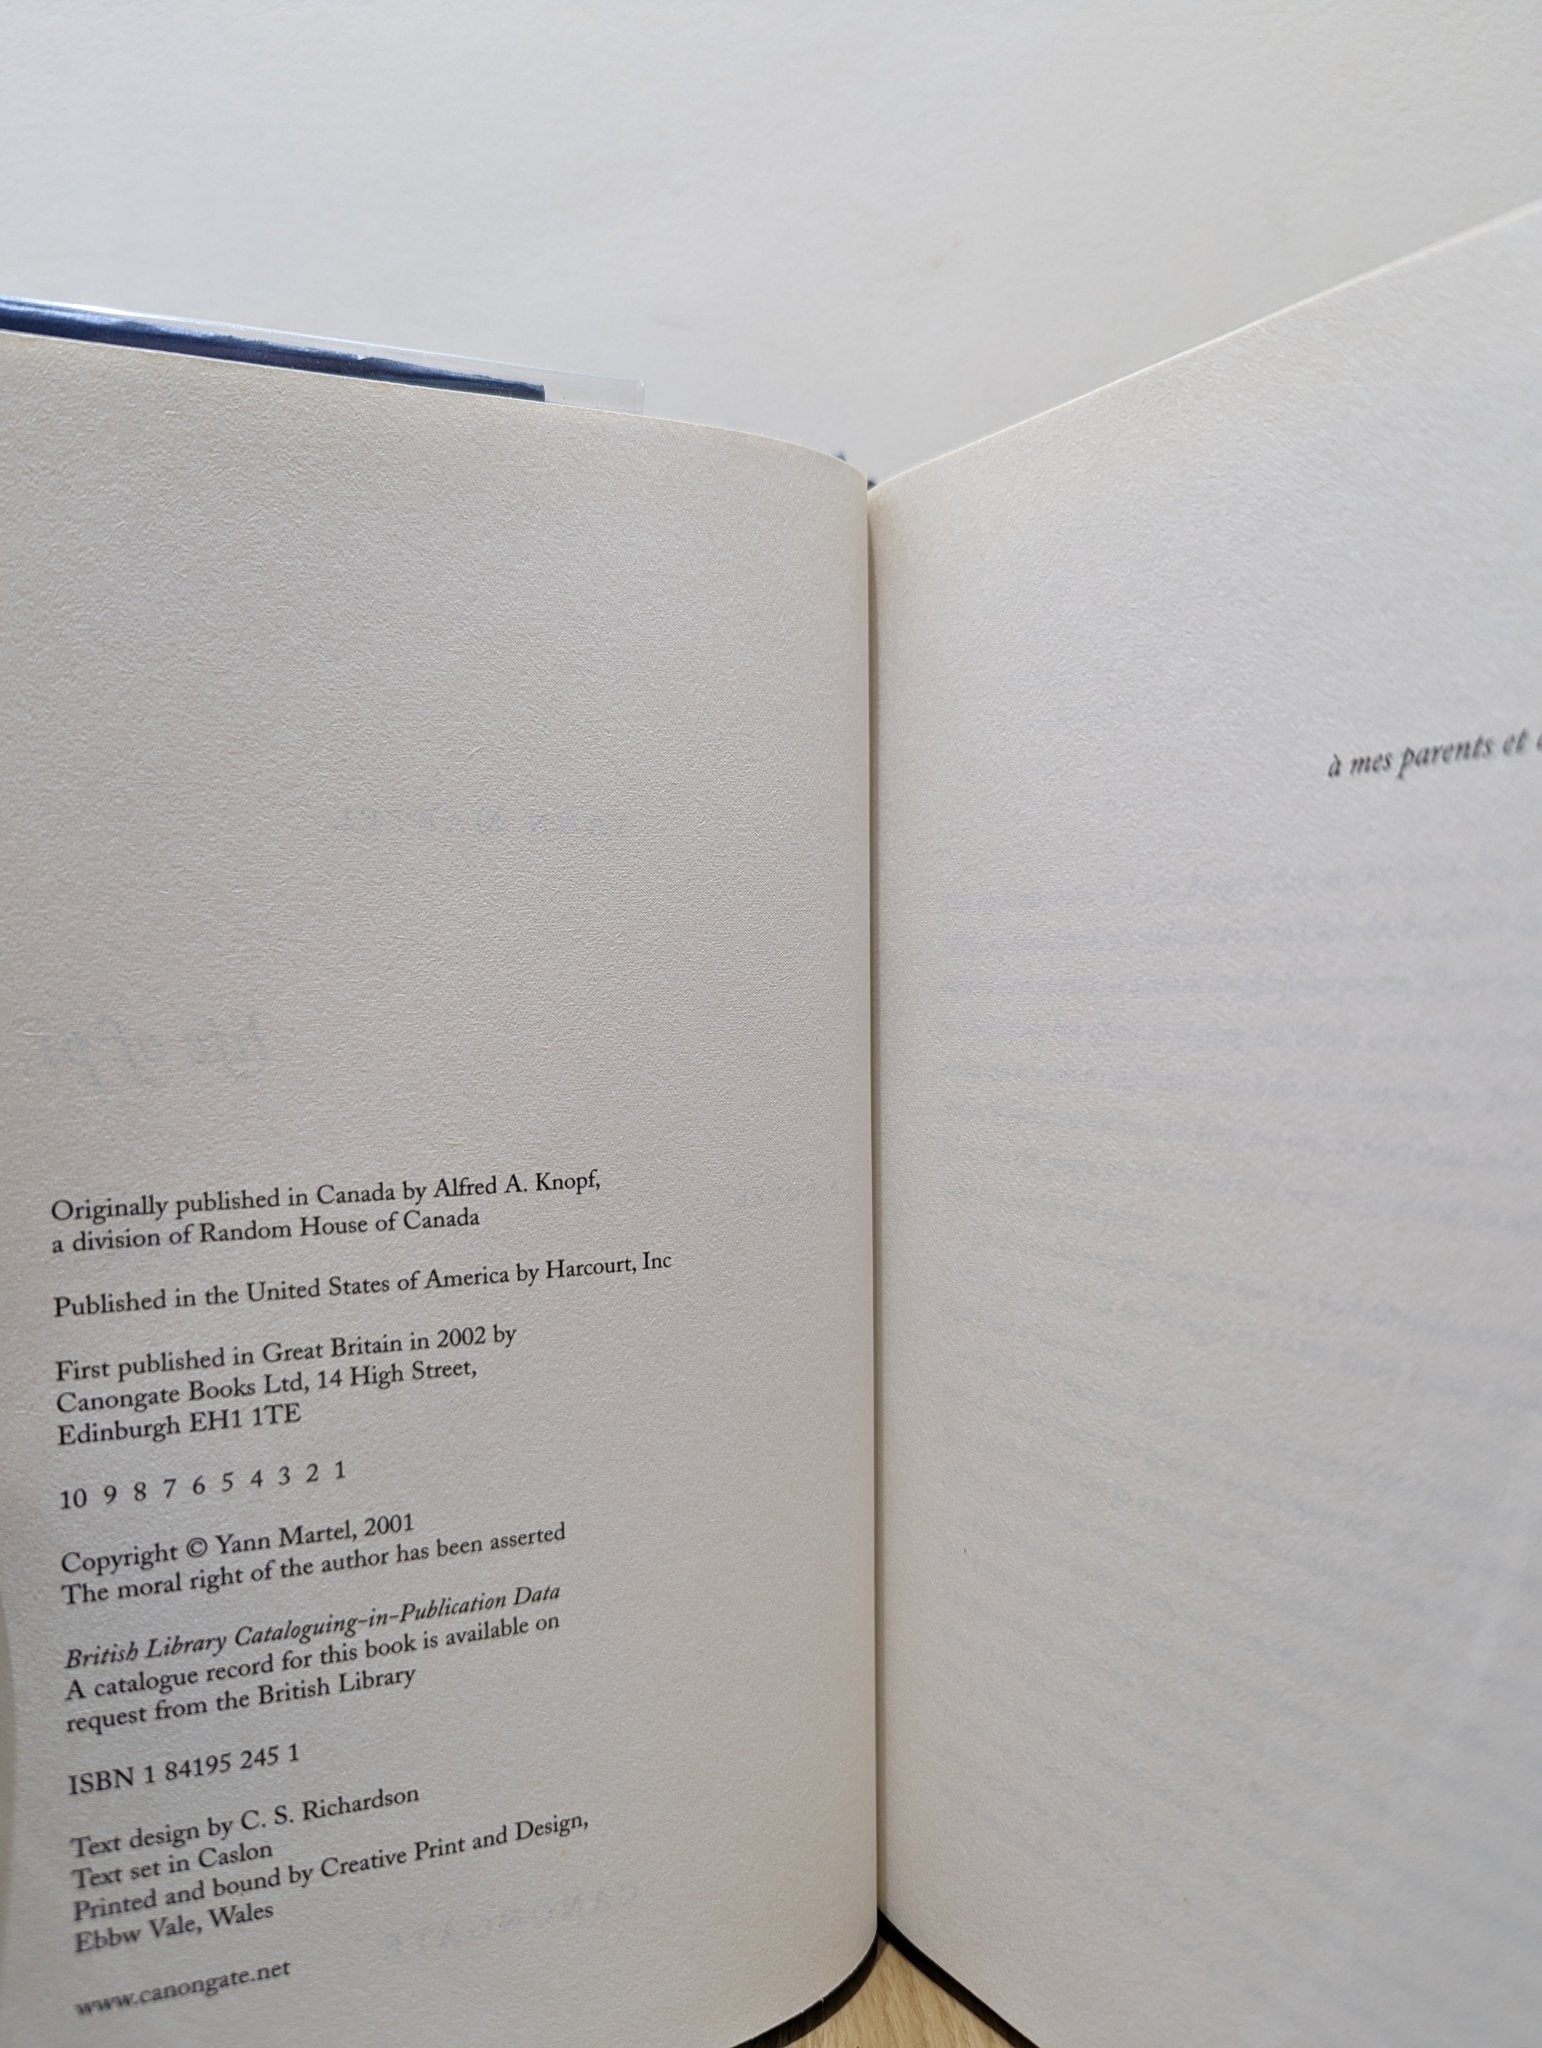 Originally published in Canada by Alfred A. Knopf,
a division of Random House of Canada
Published in the United States of America by Harcourt, Inc
First published in Great Britain in 2002 by
Canongate Books Ltd, 14 High Street,
Edinburgh EH1 1TE
10 9 8 7 6 5 4 3 2 1
Copyright © Yann Martel, 2001
The moral right of the author has been asserted
British Library Cataloguing-in-Publication Data
A catalogue record for this book is available on
request from the British Library
ISBN 1 84195 245 1
Text design by C. S. Richardson
Text set in Caslon
Printed and bound by Creative Print and Design,
Ebbw Vale, Wales
www.canongate.net
à mes parents et